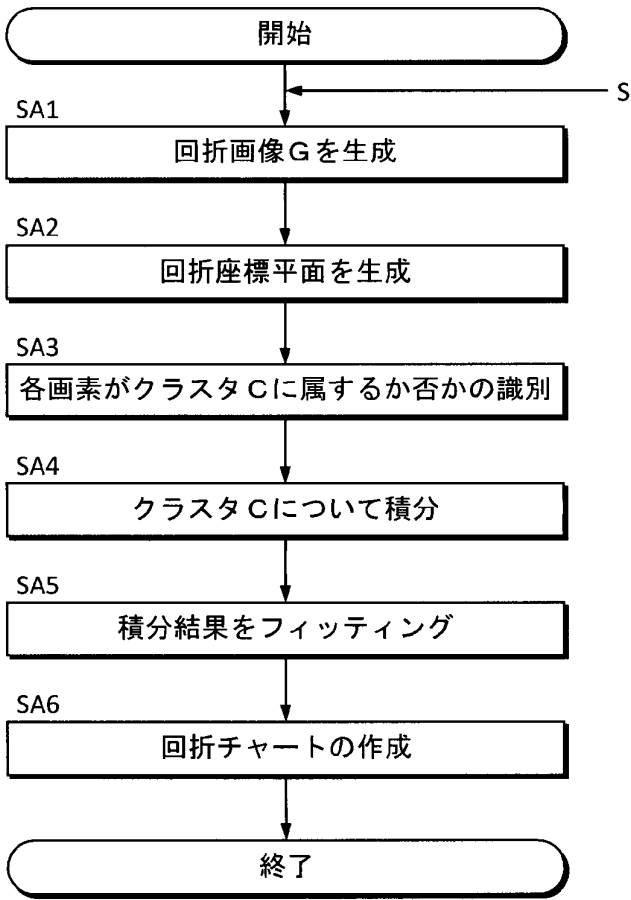 開始
S
SA1
回折画像Gを生成
SA2
回折座標平面を生成
SA3
各画素がクラスタCに属するか否かの識別
SA4
クラスタCについて積分
SA5
積分結果をフィッティング
SA6
回折チャートの作成
終了